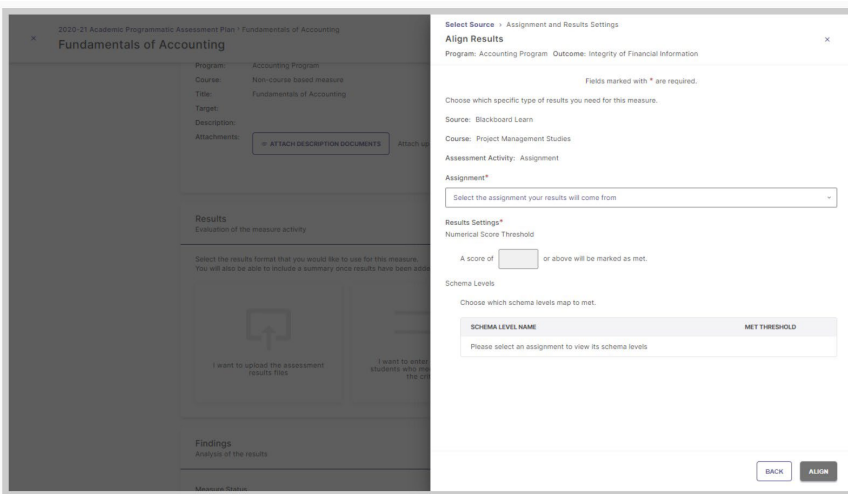 2020-21 Academic Programmatic Assessment Plan * Fundamentals of Accounting
Fundamentals of Accounting
Program: Accounting Program
Course: Non-course based measure
Title: Fundamentals of Accounting
Target:
Description:
Attachments:
+ ATTACH DESCRIPTION DOCUMENTS Attach up
Results
Evaluation of the measure activity
Select the results format that you would like to use for this measure.
You will also be able to include a summary once results have been adde
I want to upload the assessment
results files
I want to enter
students who me
the crit
Findings
Analysis of the results
Measure Status
Select Source > Assignment and Results Settings
Align Results ×
Program: Accounting Program Outcome: Integrity of Financial Information
Fields marked with * are required.
Choose which specific type of results you need for this measure.
Source: Blackboard Learn
Course: Project Management Studies
Assessment Activity: Assignment
Assignment*
Select the assignment your results will come from
Results Settings*
Numerical Score Threshold
A score of or above will be marked as met.
Schema Levels
Choose which schema levels map to met.
SCHEMA LEVEL NAME MET THRESHOLD
Please select an assignment to view its schema levels
BACK ALIGN